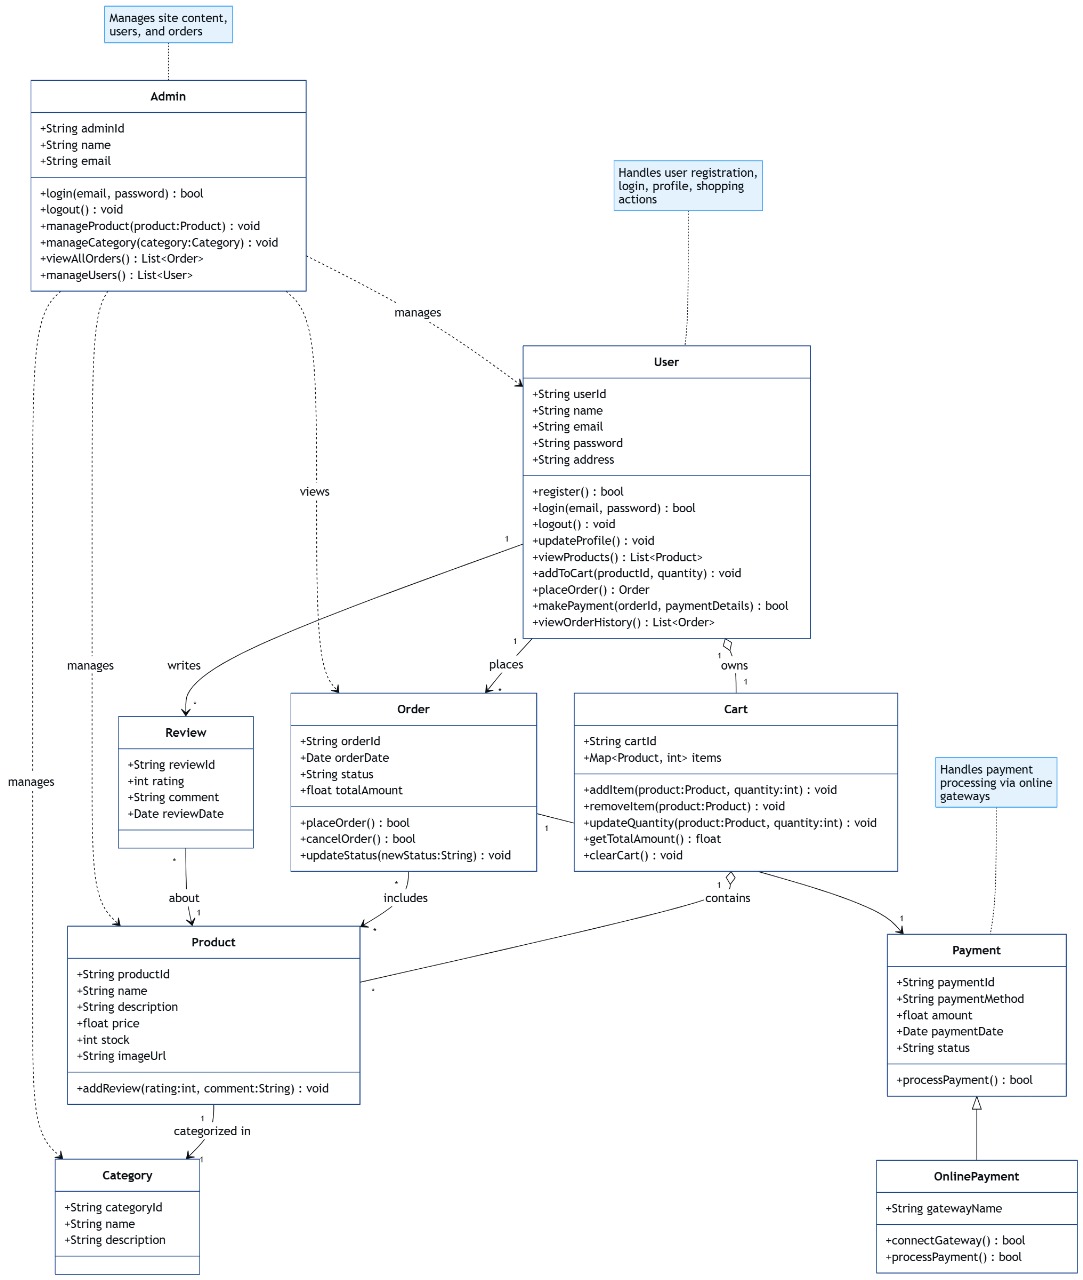 Manages site content,
users, and orders
Admin
+String adminId
+String name
+String email
+login(email, password) : bool
+logout() : void
+manageProduct(product:Product) : void
+manageCategory(category:Category) : void
+viewAllOrders() : List<Order>
+manageUsers() : List<User>
Handles user registration,
login, profile, shopping
actions
manages
User
+String userId
+String name
+String email
+String password
+String address
+register() : bool
+login(email, password) : bool
+logout() : void
+updateProfile() : void
+viewProducts() : List<Product>
+addToCart(productId, quantity) : void
+placeOrder() : Order
+makePayment(orderId, paymentDetails) : bool
+viewOrderHistory() : List<Order>
views
1
1
1
manages
writes
places
owns
*
*
1
Review
+String reviewId
+int rating
+String comment
+Date reviewDate
Order
+String orderId
+Date orderDate
+String status
+float totalAmount
+placeOrder() : bool
+cancelOrder() : bool
+updateStatus(newStatus:String) : void
Cart
+String cartId
+Map<Product, int> items
+addItem(product:Product, quantity:int) : void
+removeItem(product:Product) : void
+updateQuantity(product:Product, quantity:int) : void
+getTotalAmount() : float
+clearCart() : void
manages
Handles payment
processing via online
gateways
1
*
*
1
about
includes
contains
1
*
1
*
Product
+String productId
+String name
+String description
+float price
+int stock
+String imageUrl
+addReview(rating:int, comment:String) : void
Payment
+String paymentId
+String paymentMethod
+float amount
+Date paymentDate
+String status
+processPayment() : bool
1
categorized in
1
Category
+String categoryId
+String name
+String description
OnlinePayment
+String gatewayName
+connectGateway() : bool
+processPayment() : bool